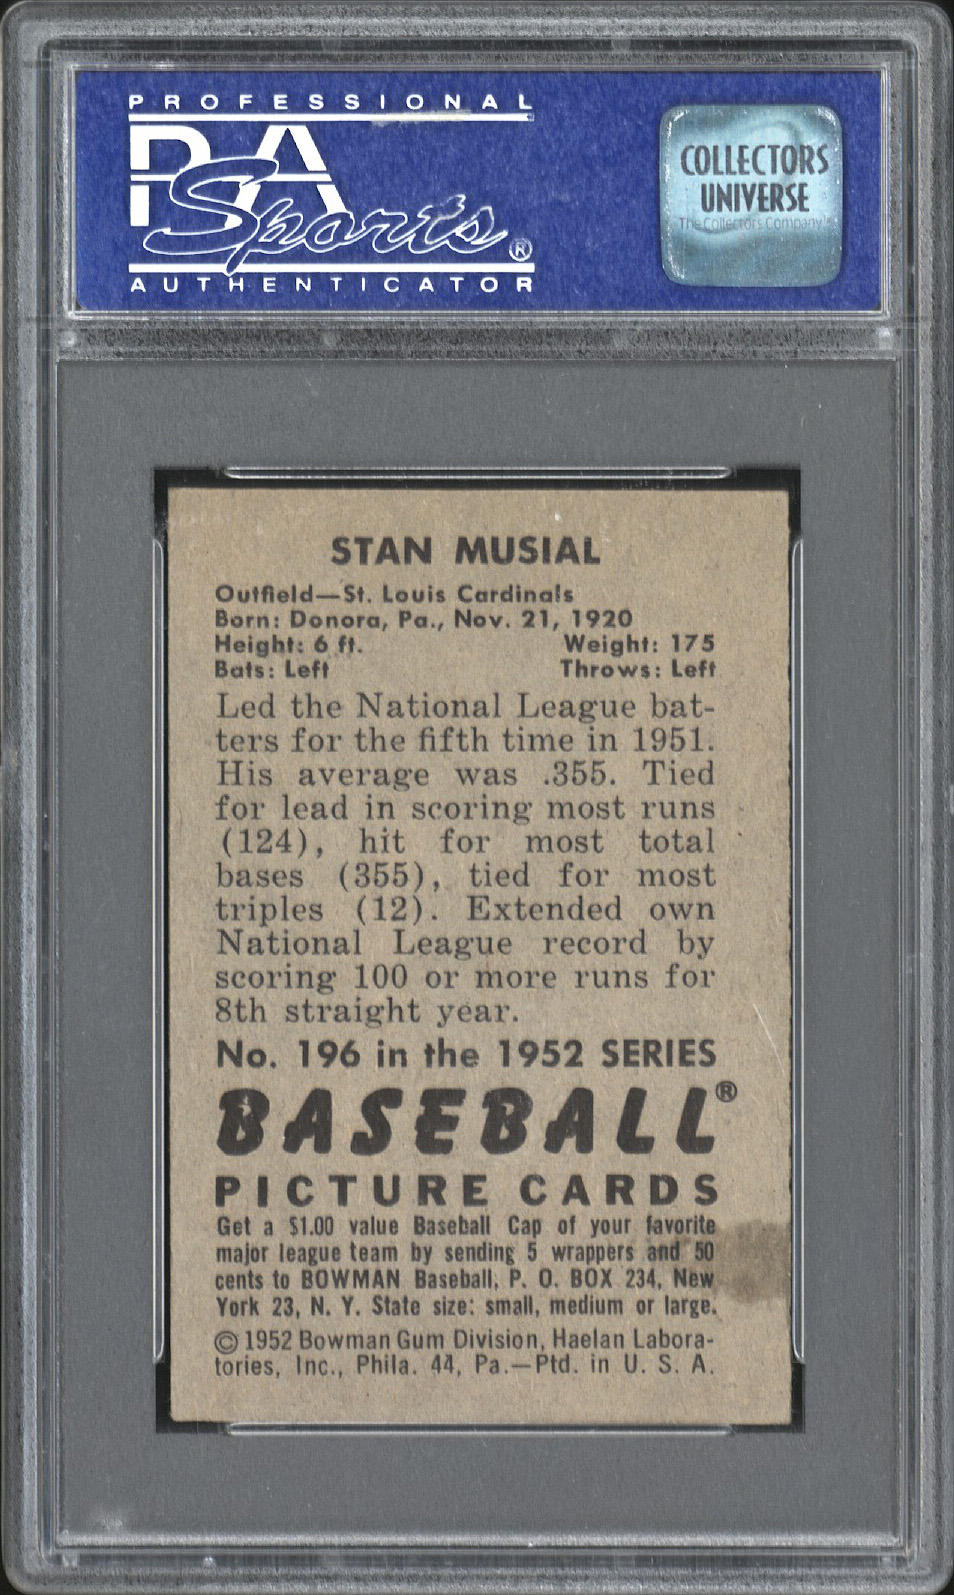 PROFESSIONAL
PSA
Sports®
AUTHENTICATOR
COLLECTORS
UNIVERSE
The Collectors Company™
STAN MUSIAL
Outfield—St. Louis Cardinals
Born: Donora, Pa., Nov. 21, 1920
Height: 6 ft. Weight: 175
Bats: Left Throws: Left
Led the National League bat-
ters for the fifth time in 1951.
His average was .355. Tied
for lead in scoring most runs
(124), hit for most total
bases (355), tied for most
triples (12). Extended own
National League record by
scoring 100 or more runs for
8th straight year.
No. 196 in the 1952 SERIES
BASEBALL®
PICTURE CARDS
Get a $1.00 value Baseball Cap of your favorite
major league team by sending 5 wrappers and 50
cents to BOWMAN Baseball, P. O. BOX 234, New
York 23, N. Y. State size: small, medium or large.
© 1952 Bowman Gum Division, Haelan Labora-
tories, Inc., Phila. 44, Pa.—Ptd. in U. S. A.